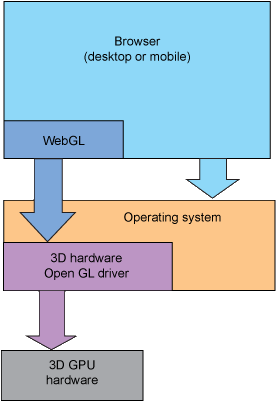 Browser
(desktop or mobile)
WebGL
Operating system
3D hardware
Open GL driver
3D GPU
hardware